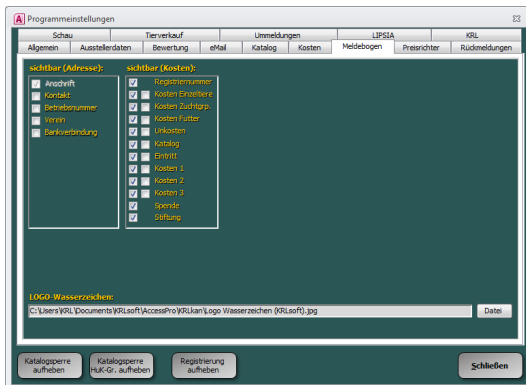 Programmeinstellungen
Schau Tierverkauf Ummeldungen LIPSIA KRL
Allgemein Ausstellerdaten Bewertung eMail Katalog Kosten Meldebogen Preisrichter Rückmeldungen
sichtbar (Adresse): sichtbar (Kosten):
Anschrift Registriernummer
Kontakt Kosten Einzeltiere
Betriebsnummer Kosten Zuchtgrp.
Verein Kosten Futter
Bankverbindung Unkosten
Katalog
Eintritt
Kosten 1
Kosten 2
Kosten 3
Spende
Stiftung
LOGO-Wasserzeichen:
C:\Users\KRL\Documents\KRLsoft\AccessPro\KRLkan\Logo Wasserzeichen (KRLsoft).jpg Datei
Katalogsperre Katalogsperre Registrierung
aufheben HuK-Gr. aufheben aufheben Schließen